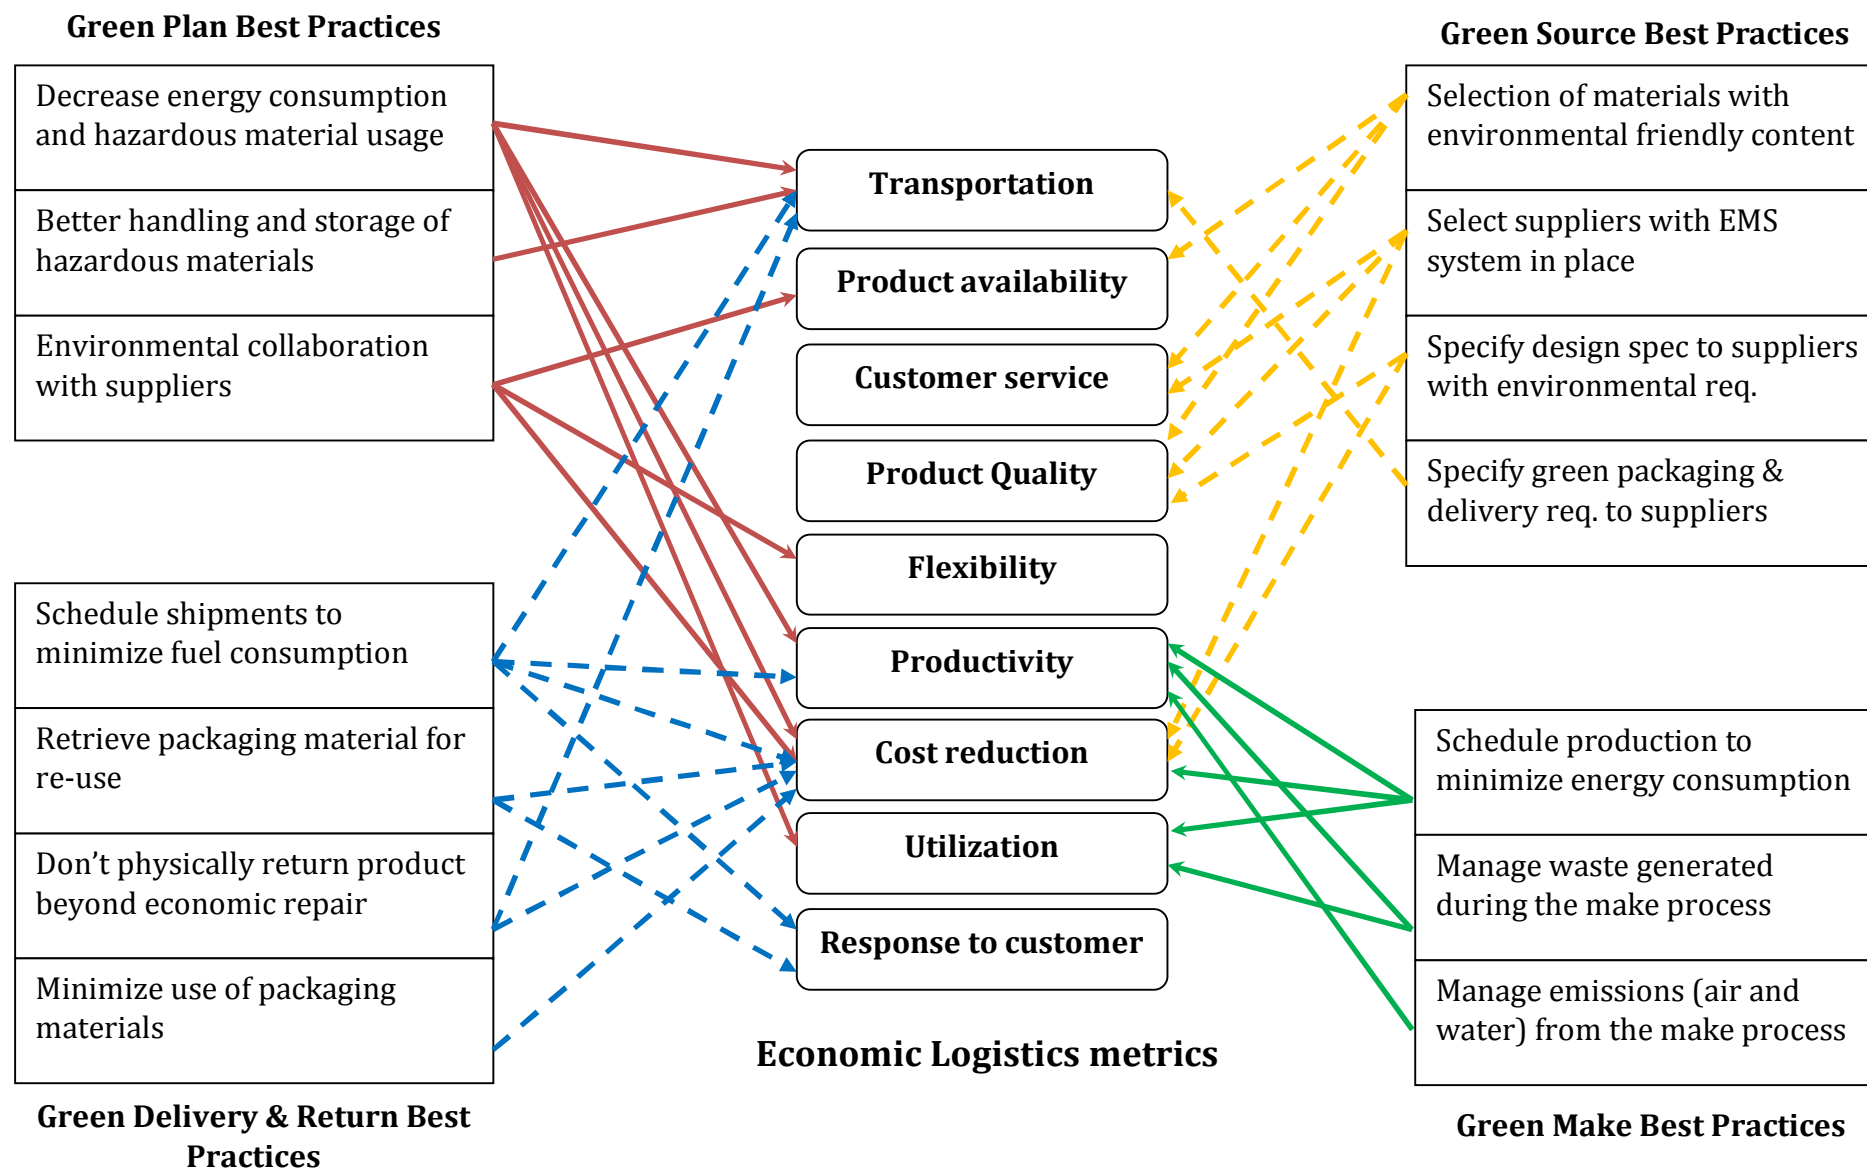 Green Plan Best Practices
Decrease energy consumption
and hazardous material usage
Better handling and storage of
hazardous materials
Environmental collaboration
with suppliers
Schedule shipments to
minimize fuel consumption
Retrieve packaging material for
re-use
Don’t physically return product
beyond economic repair
Minimize use of packaging
materials
Green Delivery & Return Best
Practices
Transportation
Product availability
Customer service
Product Quality
Flexibility
Productivity
Cost reduction
Utilization
Response to customer
Economic Logistics metrics
Green Source Best Practices
Selection of materials with
environmental friendly content
Select suppliers with EMS
system in place
Specify design spec to suppliers
with environmental req.
Specify green packaging &
delivery req. to suppliers
Schedule production to
minimize energy consumption
Manage waste generated
during the make process
Manage emissions (air and
water) from the make process
Green Make Best Practices